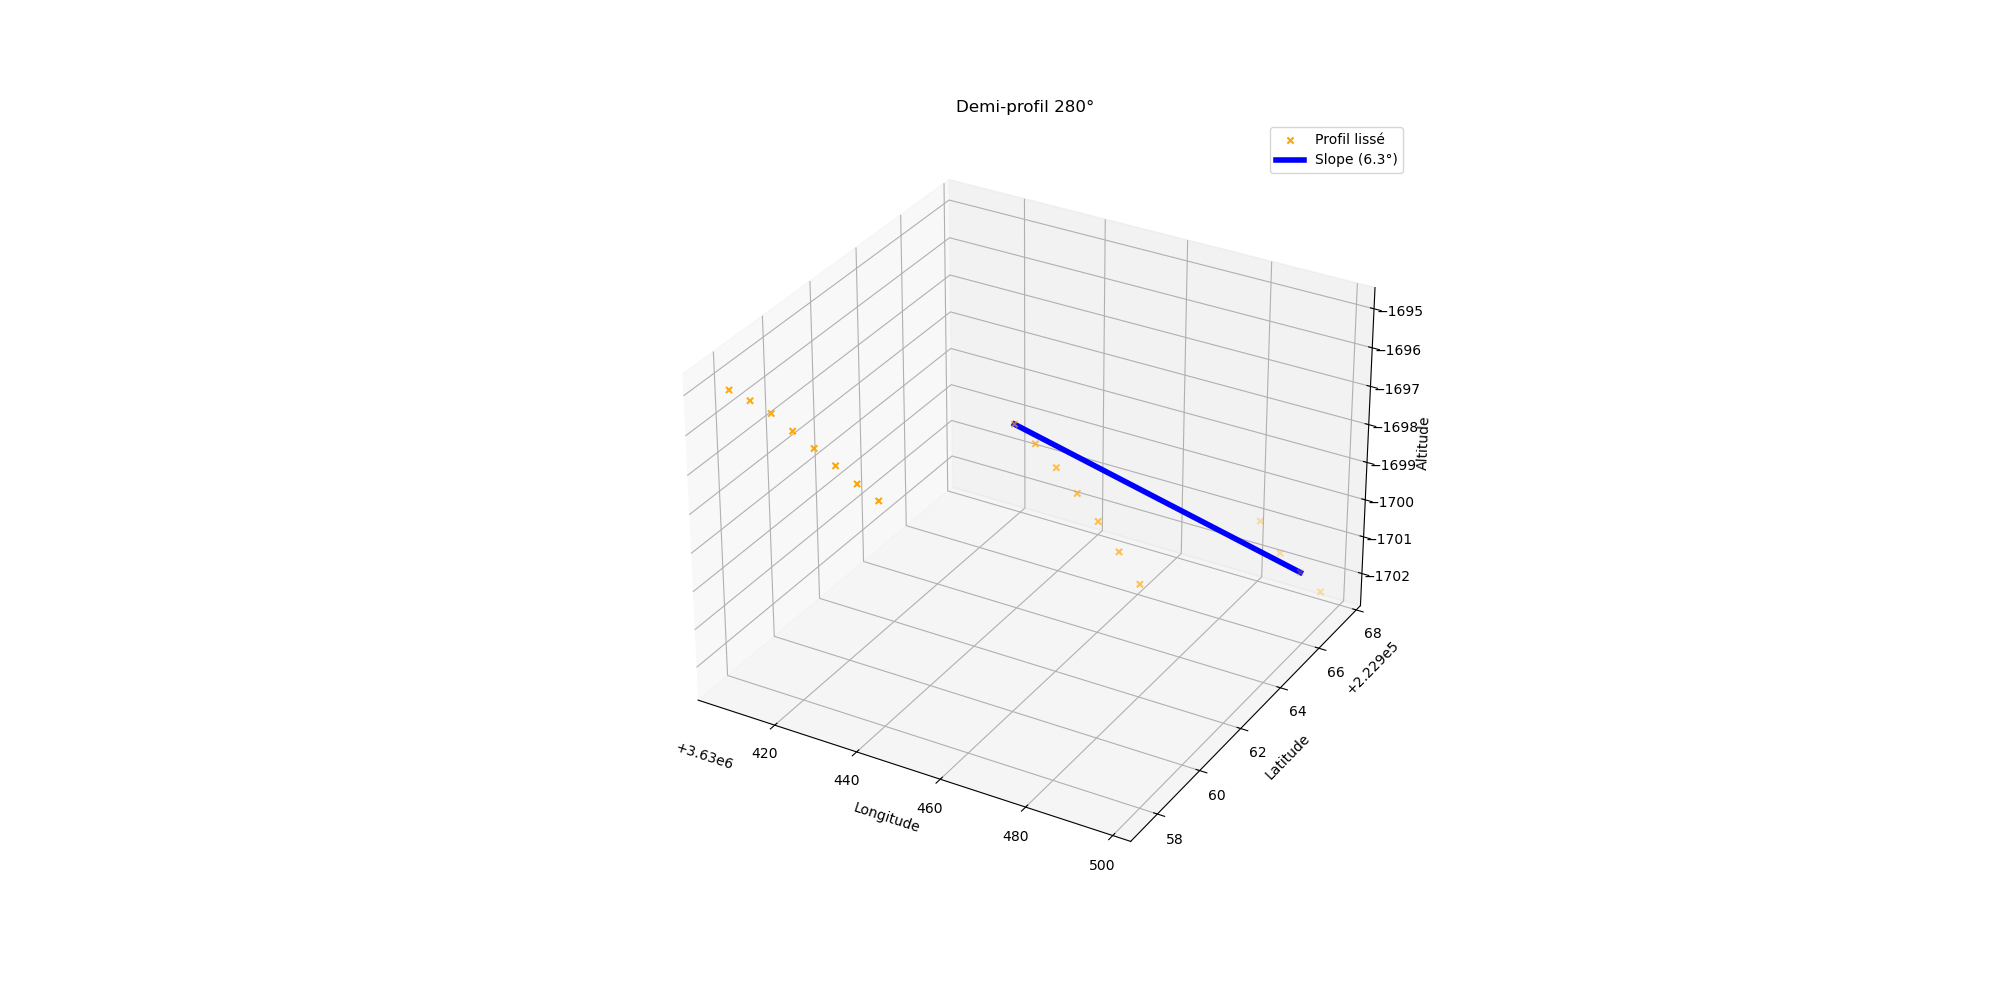 Demi-profil 280°
Profil lissé
Slope (6.3°)
−1695
−1696
−1697
−1698
−1699
−1700
−1701
−1702
Altitude
68
66
64
62
60
58
+2.229e5
Latitude
+3.63e6
420
440
460
480
500
Longitude